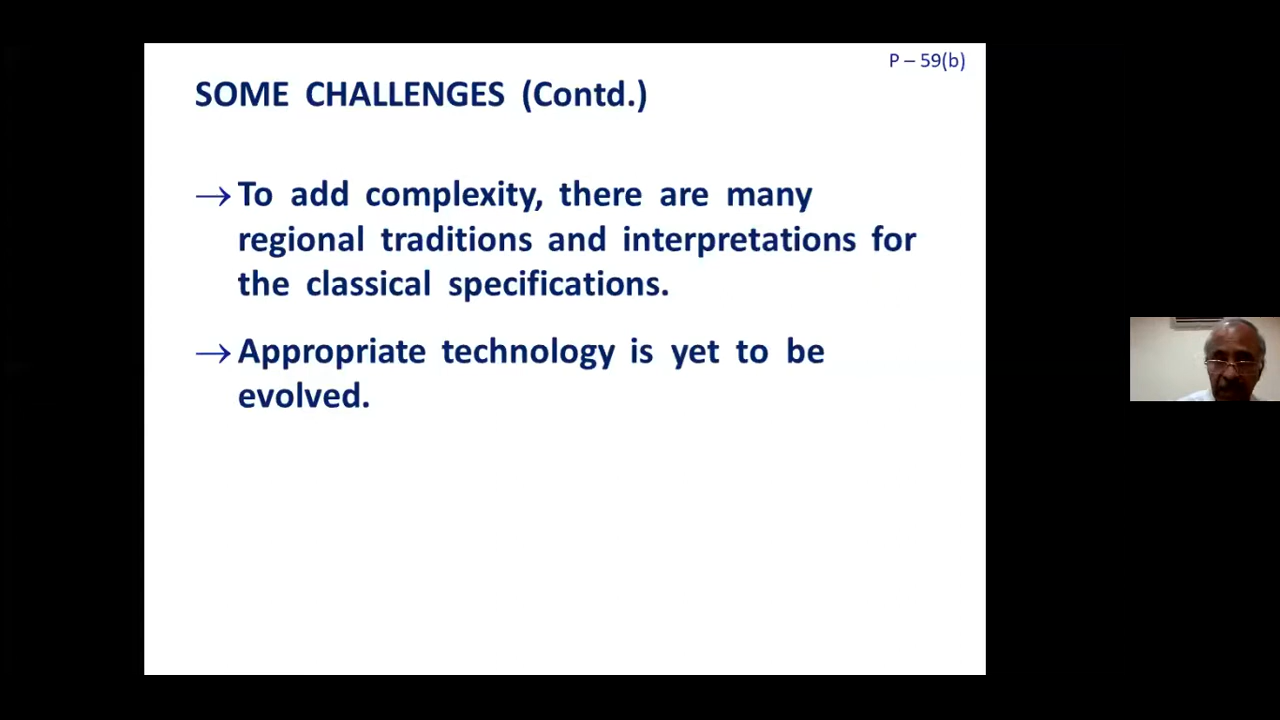 P – 59(b)
SOME CHALLENGES (Contd.)
→ To add complexity, there are many
regional traditions and interpretations for
the classical specifications.
→ Appropriate technology is yet to be
evolved.